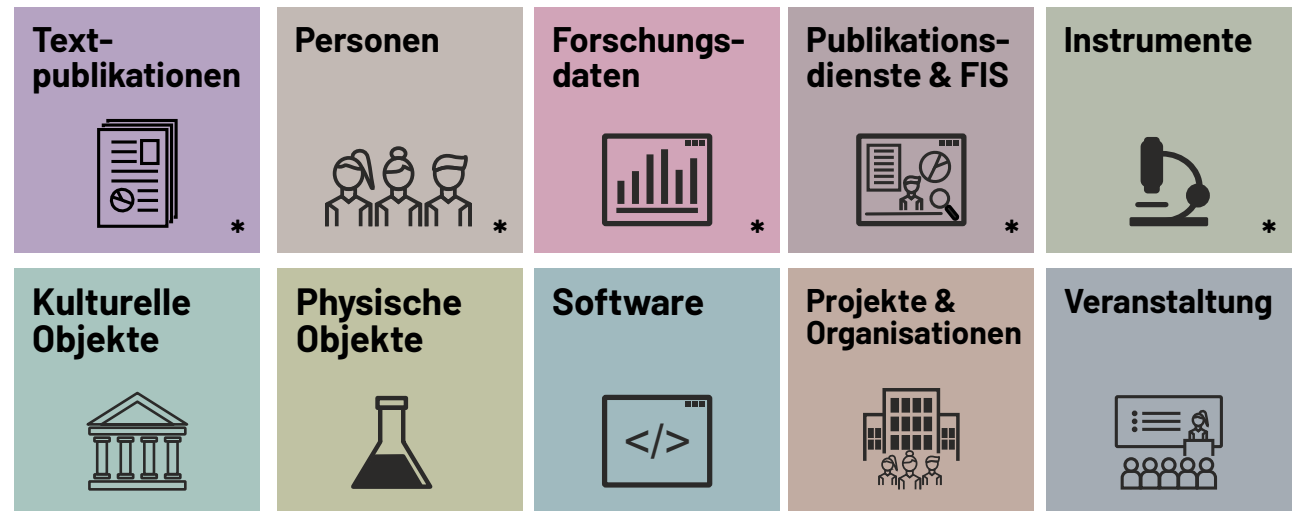 Text-
publikationen
*
Personen
*
Forschungs-
daten
*
Publikations-
dienste & FIS
*
Instrumente
*
Kulturelle
Objekte
Physische
Objekte
Software
</>
Projekte &
Organisationen
Veranstaltung